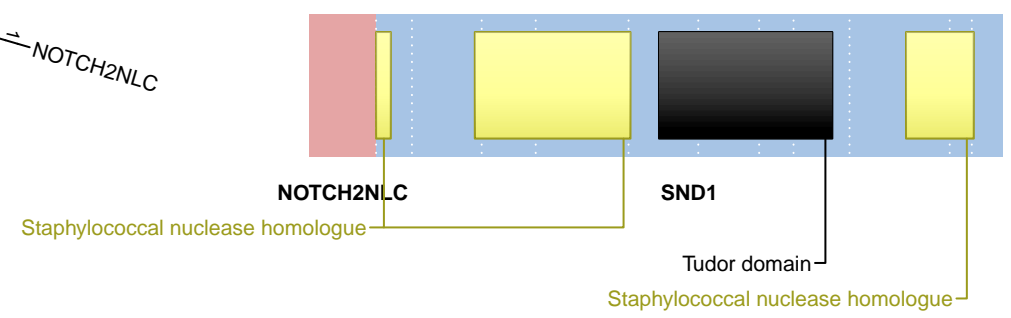 NOTCH2NLC
NOTCH2NLC
SND1
Staphylococcal nuclease homologue
Tudor domain
Staphylococcal nuclease homologue